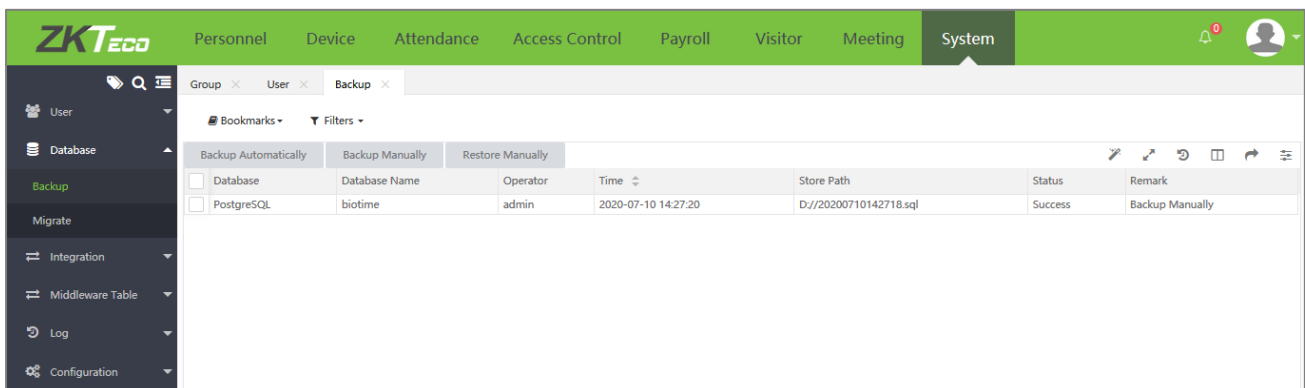 ZKTeco Personnel Device Attendance Access Control Payroll Visitor Meeting System 0
Group User Backup
User
Bookmarks Filters
Database
Backup Automatically Backup Manually Restore Manually
Database Database Name Operator Time Store Path Status Remark
Backup
PostgreSQL biotime admin 2020-07-10 14:27:20 D://20200710142718.sql Success Backup Manually
Migrate
Integration
Middleware Table
Log
Configuration